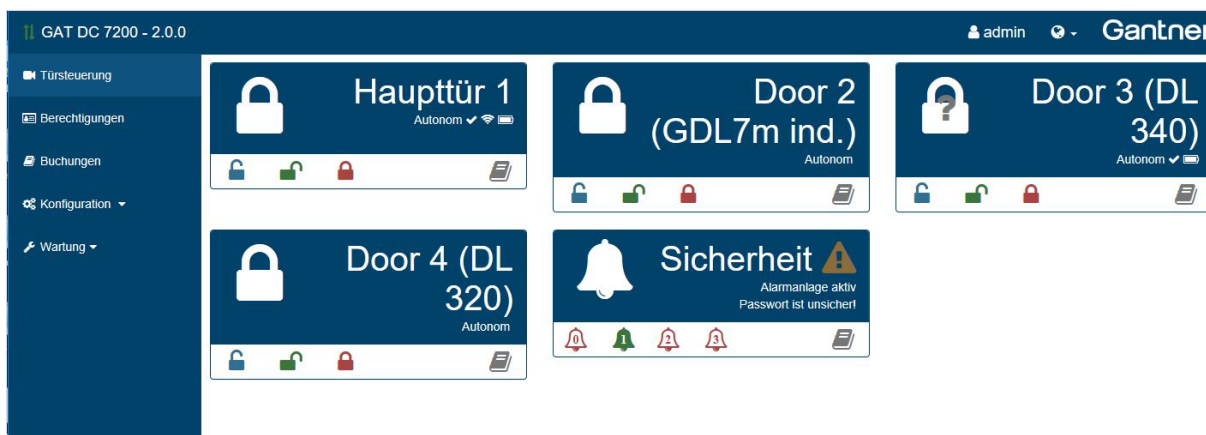 GAT DC 7200 - 2.0.0
admin
Gantner
Türsteuerung
Berechtigungen
Buchungen
Konfiguration
Wartung
Haupttür 1
Autonom
Door 2
(GDL7m ind.)
Autonom
Door 3 (DL
340)
Autonom
?
Door 4 (DL
320)
Autonom
Sicherheit
Alarmanlage aktiv
Passwort ist unsicher!
0 1 2 3